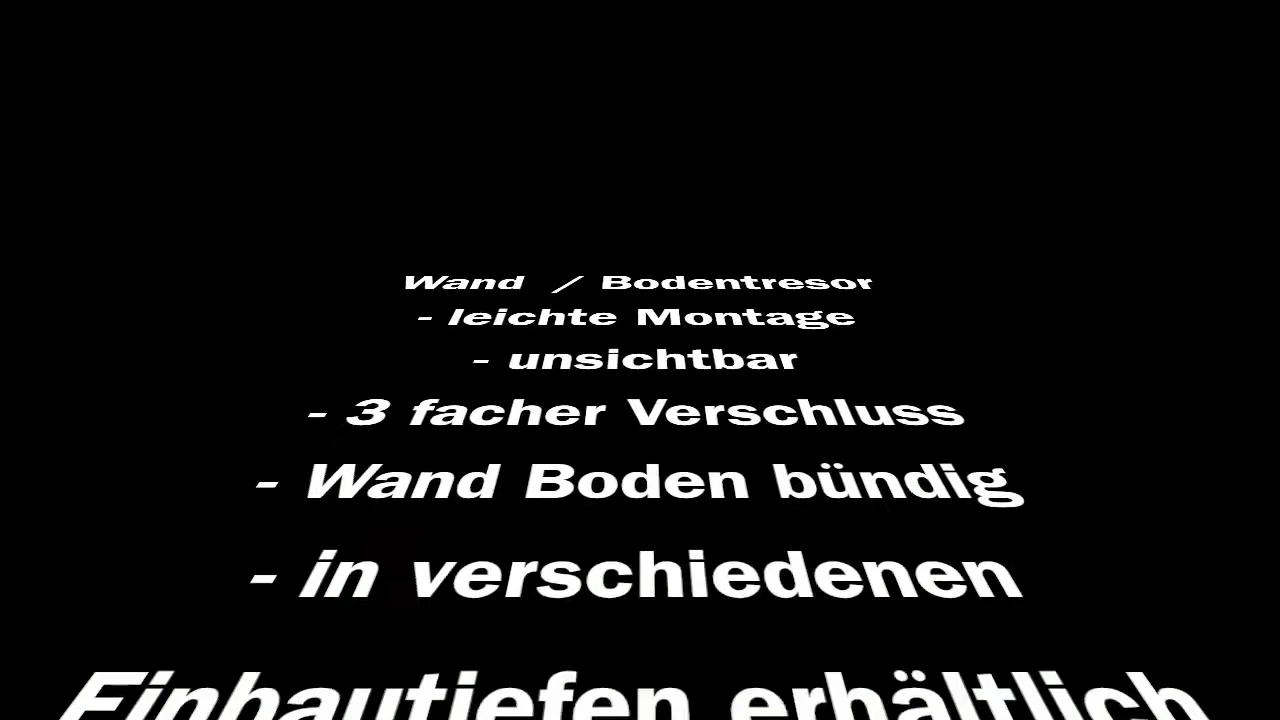 Wand / Bodentresor
- leichte Montage
- unsichtbar
- 3 facher Verschluss
- Wand Boden bündig
- in verschiedenen
Einbautiefen erhältlich